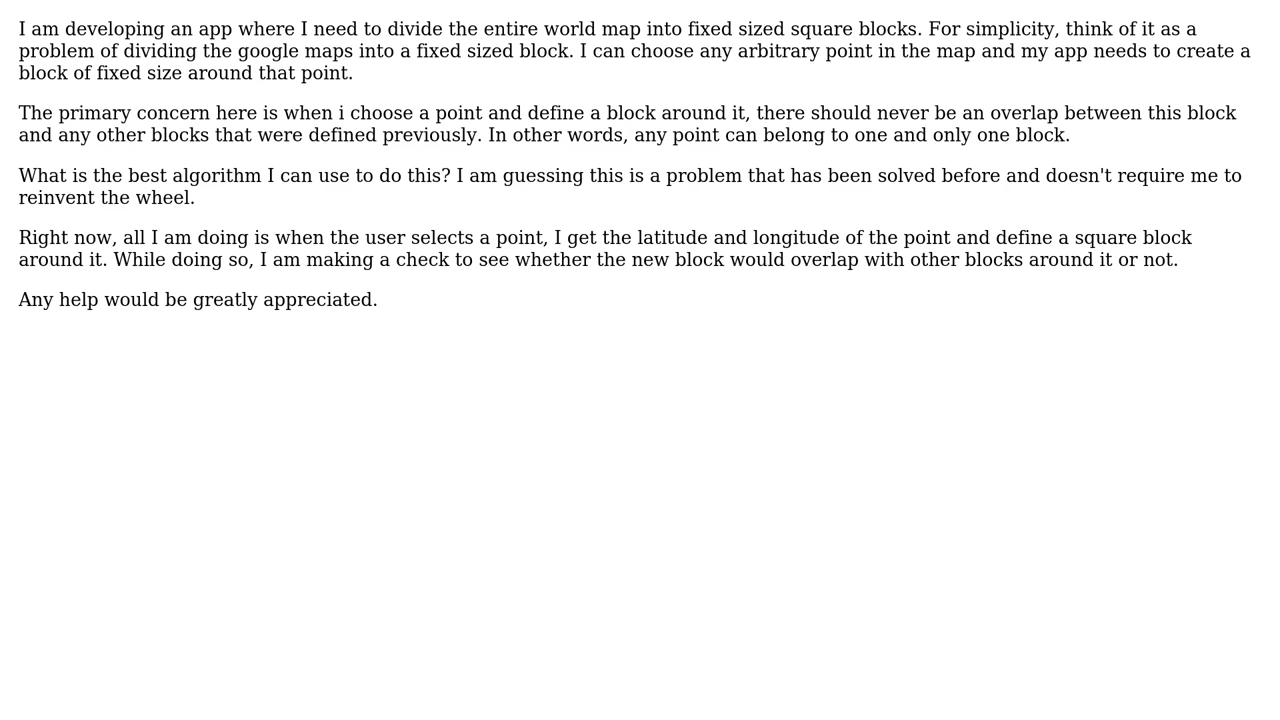 I am developing an app where I need to divide the entire world map into fixed sized square blocks. For simplicity, think of it as a
problem of dividing the google maps into a fixed sized block. I can choose any arbitrary point in the map and my app needs to create a
block of fixed size around that point.
The primary concern here is when i choose a point and define a block around it, there should never be an overlap between this block
and any other blocks that were defined previously. In other words, any point can belong to one and only one block.
What is the best algorithm I can use to do this? I am guessing this is a problem that has been solved before and doesn't require me to
reinvent the wheel.
Right now, all I am doing is when the user selects a point, I get the latitude and longitude of the point and define a square block
around it. While doing so, I am making a check to see whether the new block would overlap with other blocks around it or not.
Any help would be greatly appreciated.